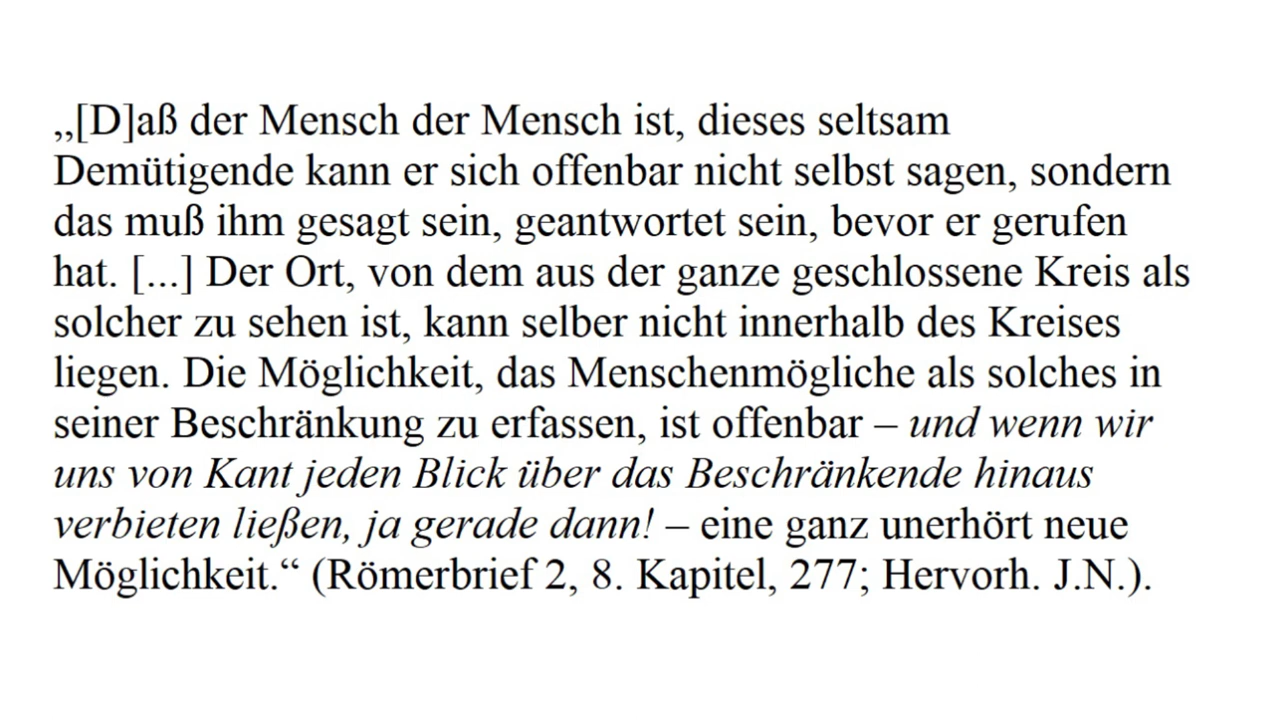 „[D]aß der Mensch der Mensch ist, dieses seltsam
Demütigende kann er sich offenbar nicht selbst sagen, sondern
das muß ihm gesagt sein, geantwortet sein, bevor er gerufen
hat. [...] Der Ort, von dem aus der ganze geschlossene Kreis als
solcher zu sehen ist, kann selber nicht innerhalb des Kreises
liegen. Die Möglichkeit, das Menschenmögliche als solches in
seiner Beschränkung zu erfassen, ist offenbar – und wenn wir
uns von Kant jeden Blick über das Beschränkende hinaus
verbieten ließen, ja gerade dann! – eine ganz unerhört neue
Möglichkeit.“ (Römerbrief 2, 8. Kapitel, 277; Hervorh. J.N.).